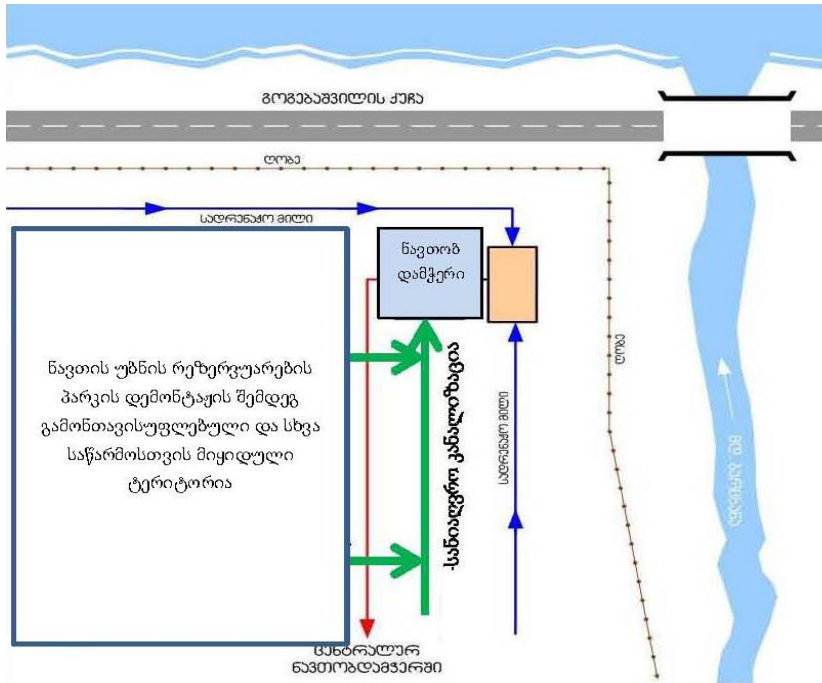 გოგებაშვილის ქუჩა
ღობე
სადრენაჟო მილი
ნავთობ
დამჭერი
ნავთის უბნის რეზერვუარების
პარკის დემონტაჟის შემდეგ
გამონთავისუფლებული და სხვა
საწარმოსთვის მიყიდული
ტერიტორია
-სანიაღვრო კანალიზაცია
სადრენაჟო მილი
ღობე
ცენტრალურ
ნავთობდამჭერში